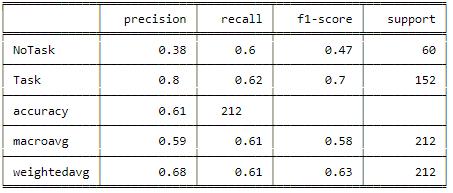 precision recall f1-score support
NoTask 0.38 0.6 0.47 60
Task 0.8 0.62 0.7 152
accuracy 0.61 212
macroavg 0.59 0.61 0.58 212
weightedavg 0.68 0.61 0.63 212